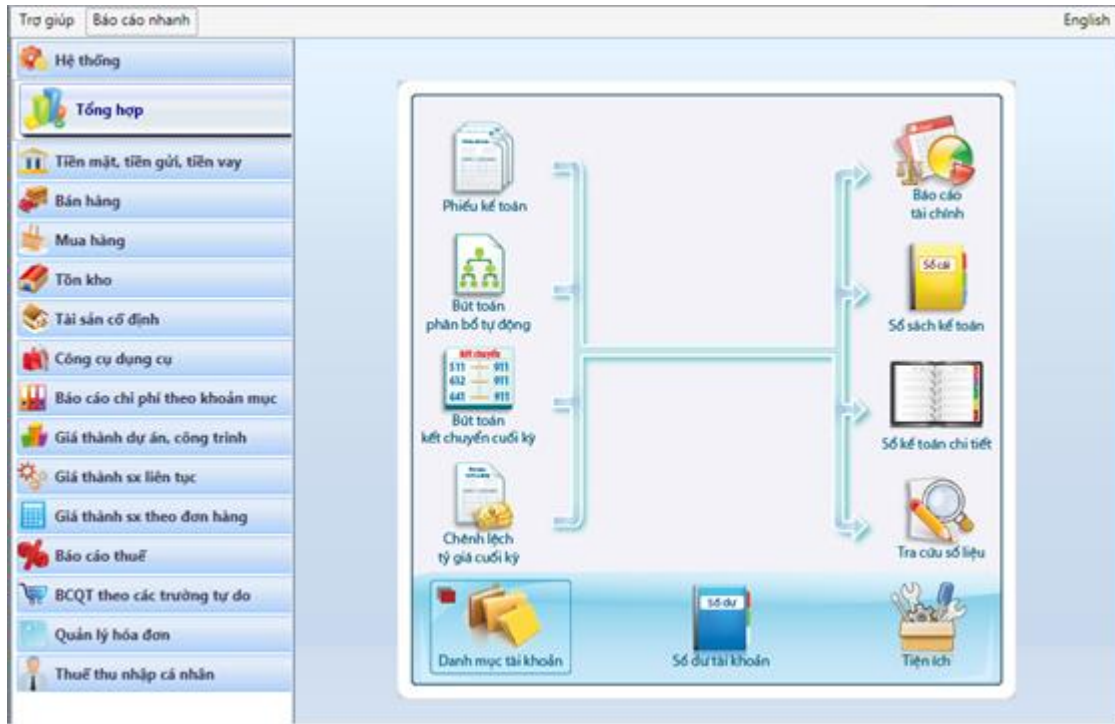 Trợ giúp Báo cáo nhanh English
Hệ thống
Tổng hợp
Tiền mặt, tiền gửi, tiền vay
Bán hàng
Mua hàng
Tồn kho
Tài sản cố định
Công cụ dụng cụ
Báo cáo chi phí theo khoản mục
Giá thành dự án, công trình
Giá thành sx liên tục
Giá thành sx theo đơn hàng
Báo cáo thuế
BCQT theo các trường tự do
Quản lý hóa đơn
Thuế thu nhập cá nhân
Phiếu kế toán
Bút toán
phân bổ tự động
Kết chuyển
511 911
632 911
641 911
Bút toán
kết chuyển cuối kỳ
Chênh lệch
tỷ giá cuối kỳ
Báo cáo
tài chính
Sổ cái
Sổ sách kế toán
Sổ kế toán chi tiết
Tra cứu số liệu
Danh mục tài khoản
Số dư
Số dư tài khoản
Tiện ích